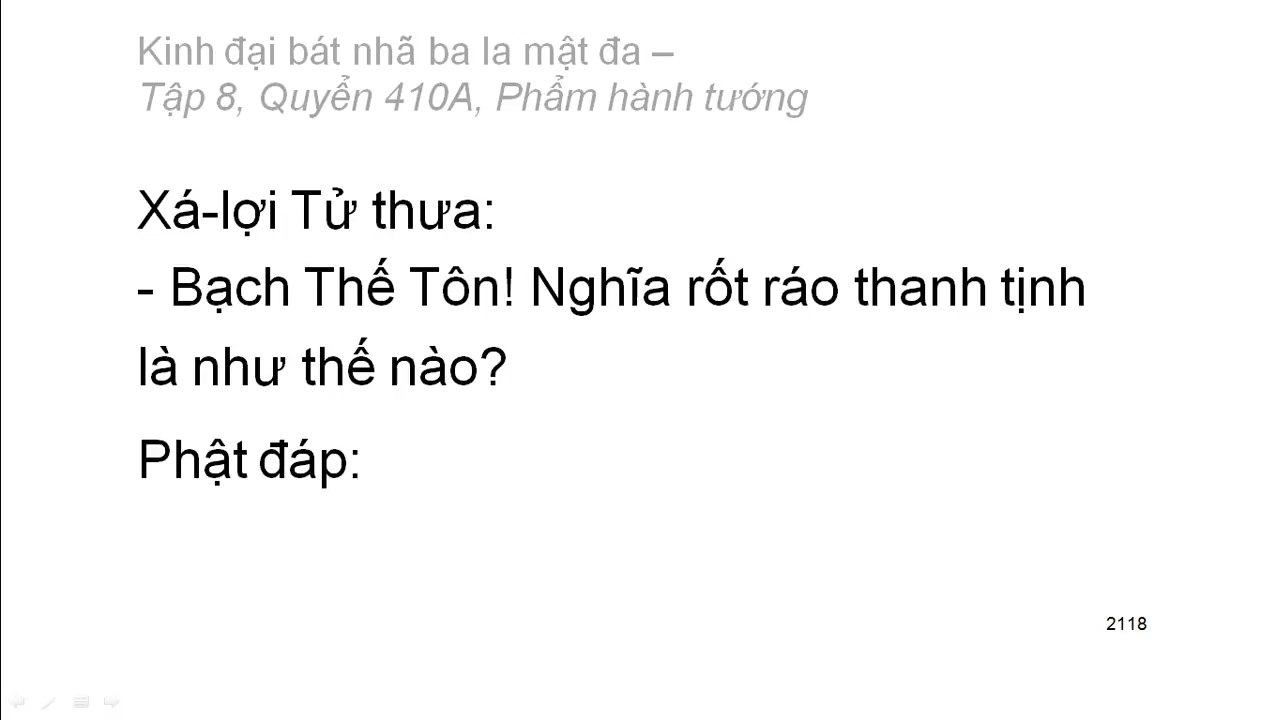 Kinh đại bát nhã ba la mật đa –
Tập 8, Quyển 410A, Phẩm hành tướng
Xá-lợi Tử thưa:
- Bạch Thế Tôn! Nghĩa rốt ráo thanh tịnh
là như thế nào?
Phật đáp:
2118